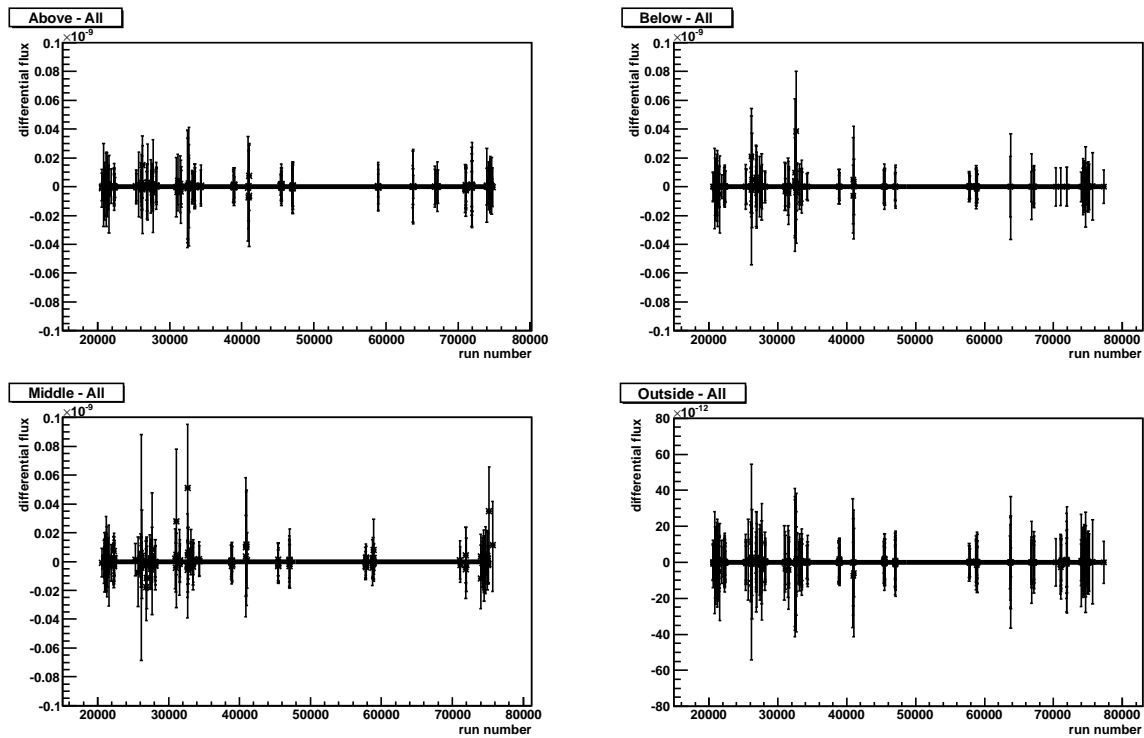 Above - All
×10⁻⁹
differential flux
0.1
0.08
0.06
0.04
0.02
0
-0.02
-0.04
-0.06
-0.08
-0.1
20000 30000 40000 50000 60000 70000 80000
run number
Below - All
×10⁻⁹
differential flux
0.1
0.08
0.06
0.04
0.02
0
-0.02
-0.04
-0.06
-0.08
-0.1
20000 30000 40000 50000 60000 70000 80000
run number
Middle - All
×10⁻⁹
differential flux
0.1
0.08
0.06
0.04
0.02
0
-0.02
-0.04
-0.06
-0.08
-0.1
20000 30000 40000 50000 60000 70000 80000
run number
Outside - All
×10⁻¹²
differential flux
80
60
40
20
0
-20
-40
-60
-80
20000 30000 40000 50000 60000 70000 80000
run number